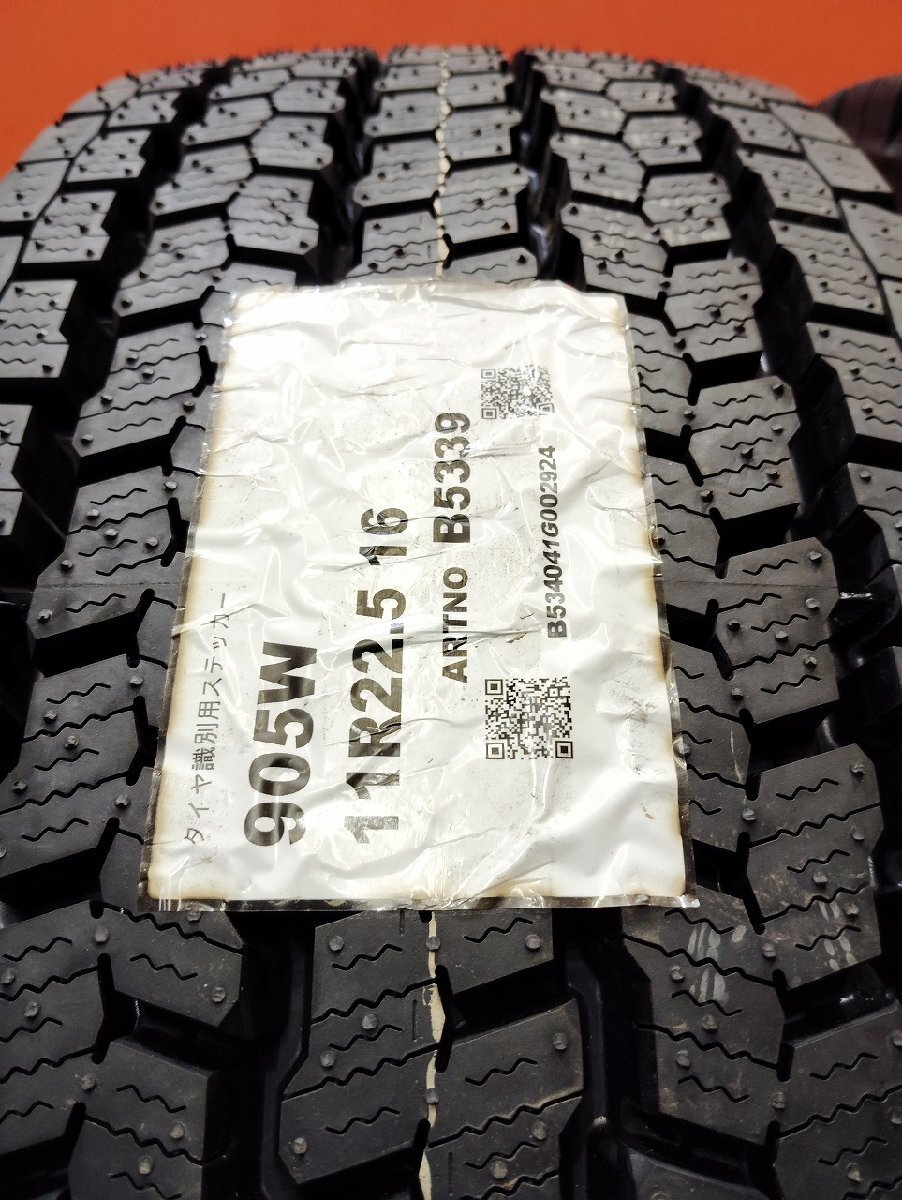 タイヤ識別用ステッカー
905W
11R22.5 16
ARTNO B5339
B534041G002924